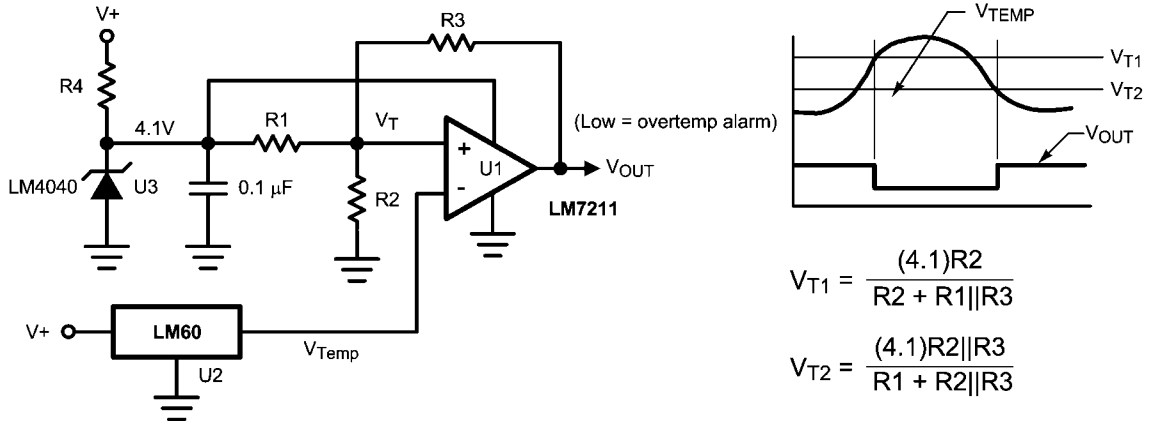 V+
R3
R4
4.1V
R1
VT
(Low = overtemp alarm)
+
U1
-
VOUT
LM4040
U3
0.1 µF
R2
LM7211
V+
LM60
VTemp
U2
VTEMP
VT1
VT2
VOUT
VT1 = (4.1)R2
R2 + R1||R3
VT2 = (4.1)R2||R3
R1 + R2||R3